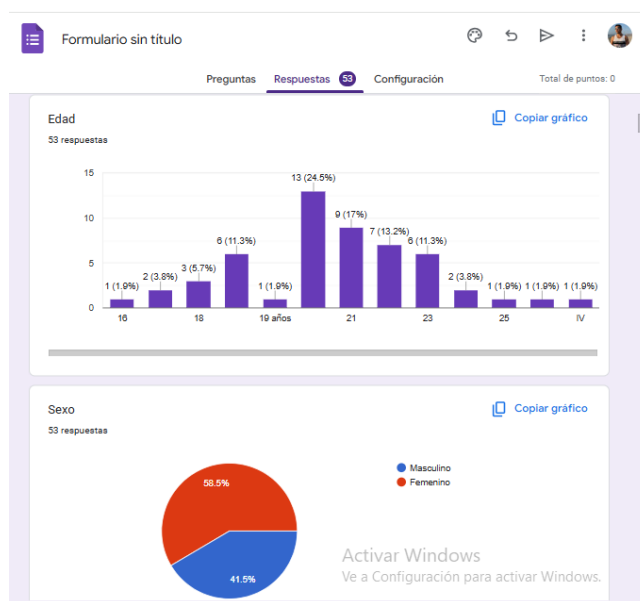 Formulario sin título
Preguntas Respuestas 53 Configuración Total de puntos: 0
Edad Copiar gráfico
53 respuestas
15
10
5
0
1 (1.9%) 2 (3.8%) 3 (5.7%) 6 (11.3%) 1 (1.9%) 13 (24.5%) 9 (17%) 7 (13.2%) 6 (11.3%) 2 (3.8%) 1 (1.9%) 1 (1.9%) 1 (1.9%)
16 18 19 años 21 23 25 IV
Sexo Copiar gráfico
53 respuestas
Masculino
Femenino
58.5%
41.5%
Activar Windows
Ve a Configuración para activar Windows.